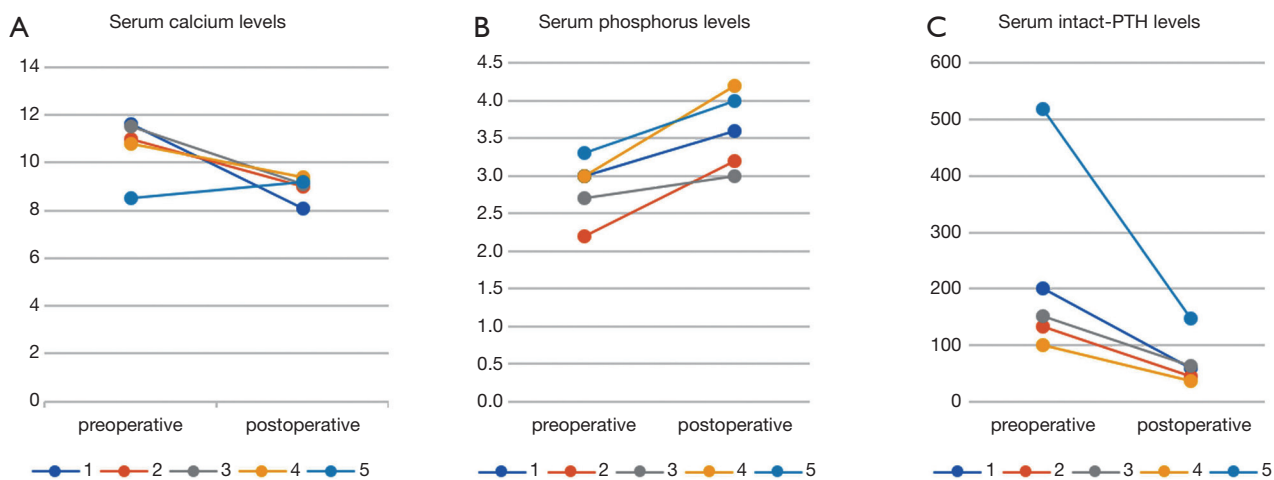 A
Serum calcium levels
14
12
10
8
6
4
2
0
preoperative
postoperative
1 2 3 4 5
B
Serum phosphorus levels
4.5
4.0
3.5
3.0
2.5
2.0
1.5
1.0
0.5
0.0
preoperative
postoperative
1 2 3 4 5
C
Serum intact-PTH levels
600
500
400
300
200
100
0
preoperative
postoperative
1 2 3 4 5